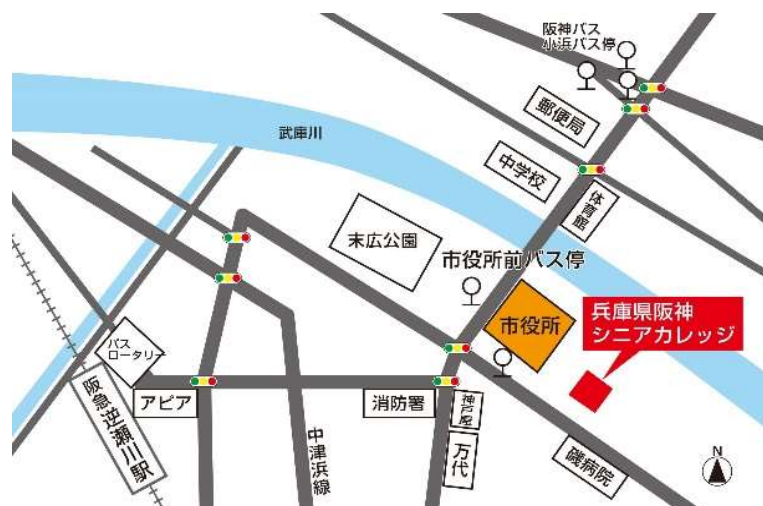 阪神バス
小浜バス停
郵便局
武庫川
中学校
体育館
末広公園
市役所前バス停
市役所
兵庫県阪神
シニアカレッジ
バス
ロータリー
アピア
消防署
神戸屋
万代
磯病院
中津浜線
阪急逆瀬川駅
N